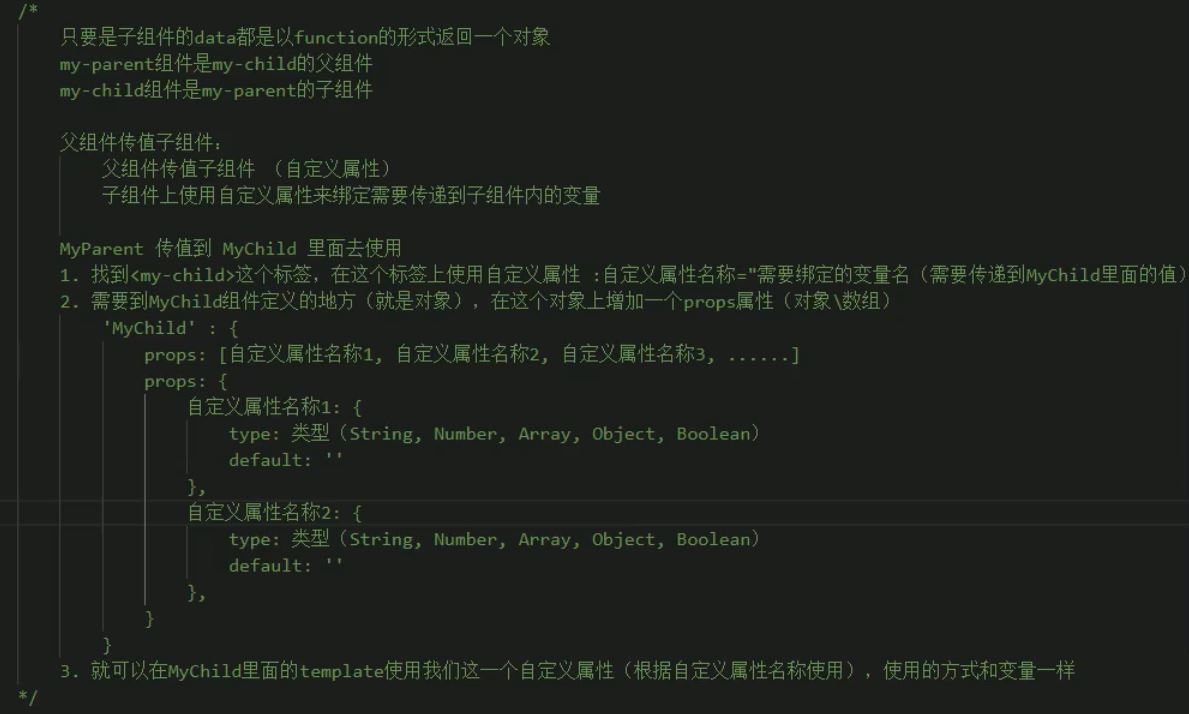 /*
只要是子组件的data都是以function的形式返回一个对象
my-parent组件是my-child的父组件
my-child组件是my-parent的子组件
父组件传值子组件:
父组件传值子组件 （自定义属性）
子组件上使用自定义属性来绑定需要传递到子组件内的变量
MyParent 传值到 MyChild 里面去使用
1. 找到<my-child>这个标签，在这个标签上使用自定义属性 :自定义属性名称="需要绑定的变量名（需要传递到MyChild里面的值）
2. 需要到MyChild组件定义的地方（就是对象），在这个对象上增加一个props属性（对象\数组）
'MyChild' : {
props: [自定义属性名称1, 自定义属性名称2, 自定义属性名称3, ......]
props: {
自定义属性名称1: {
type: 类型（String, Number, Array, Object, Boolean）
default: ''
},
自定义属性名称2: {
type: 类型（String, Number, Array, Object, Boolean）
default: ''
},
}
}
3. 就可以在MyChild里面的template使用我们这一个自定义属性（根据自定义属性名称使用），使用的方式和变量一样
*/